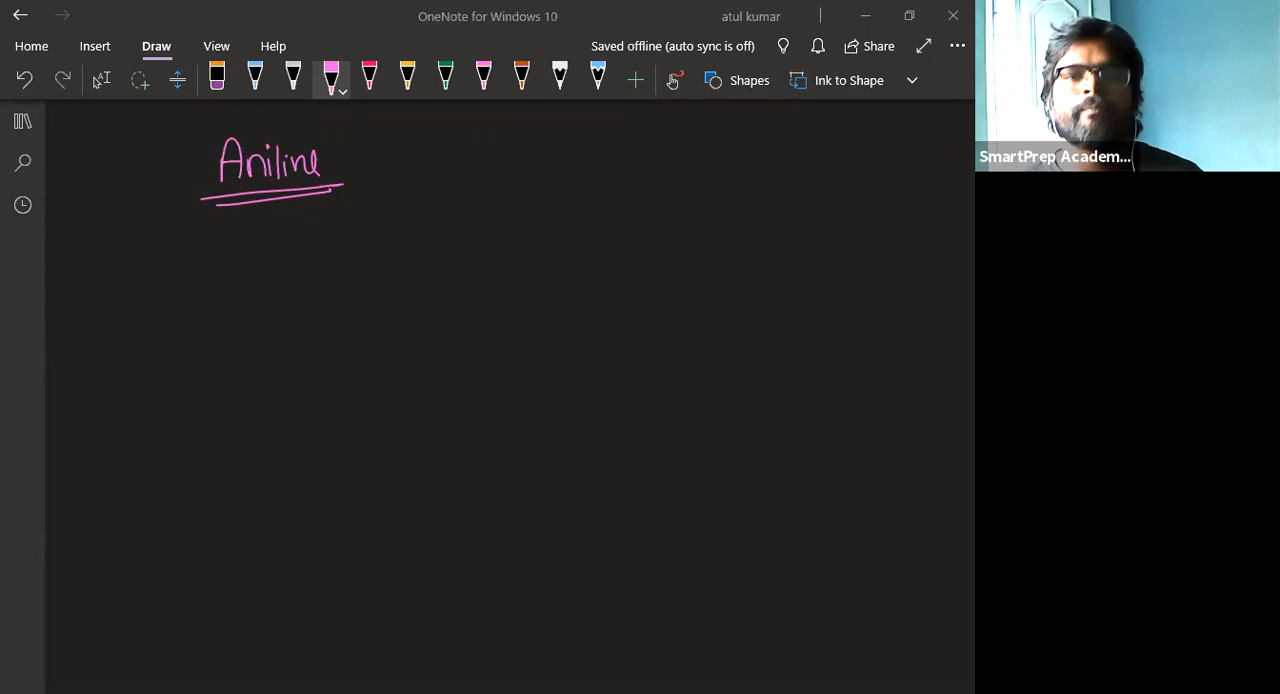 OneNote for Windows 10
atul kumar
Home Insert Draw View Help
Saved offline (auto sync is off)
Share
Shapes
Ink to Shape
SmartPrep Academ...
Aniline